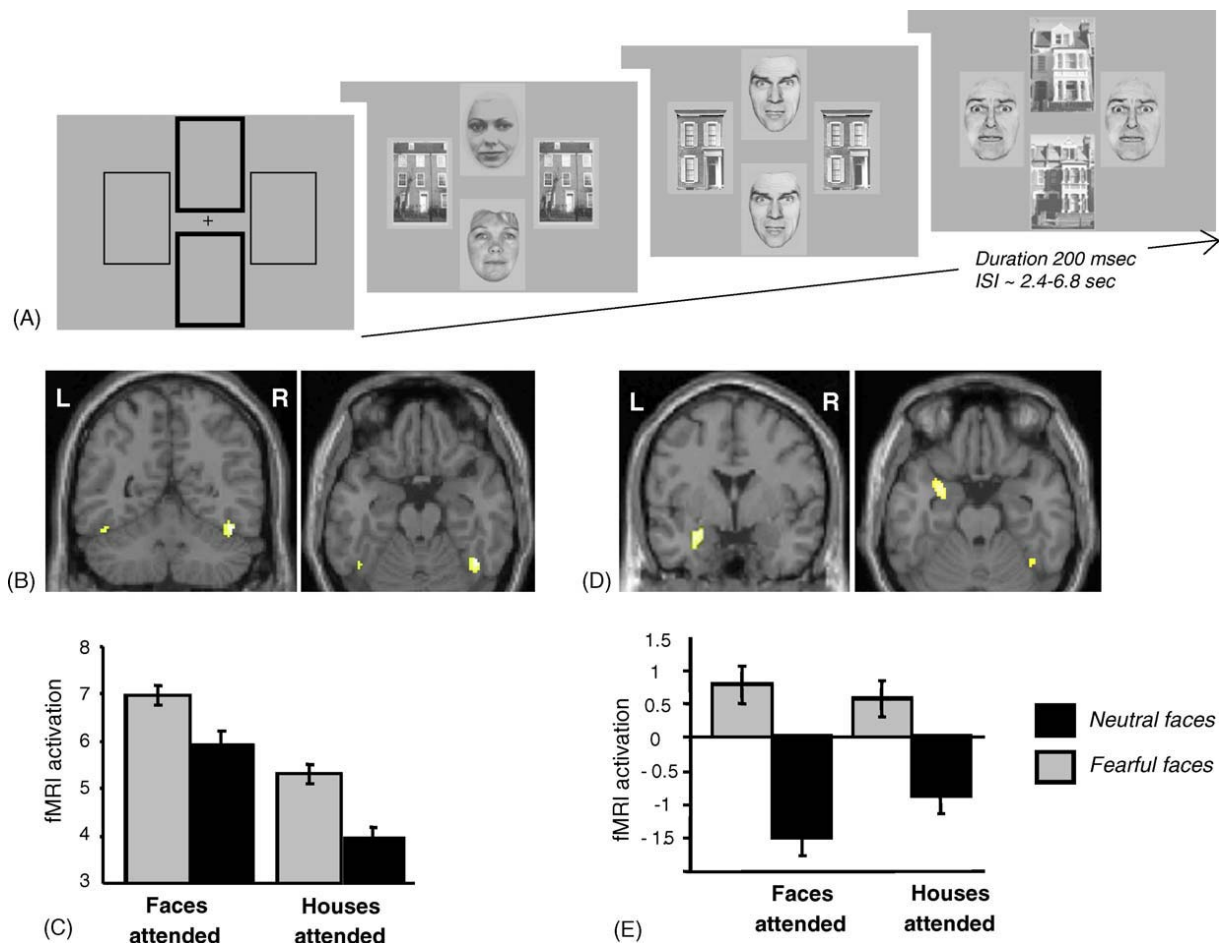 (A)
Duration 200 msec
ISI ~ 2.4-6.8 sec
L
R
(B)
L
R
(D)
fMRI activation
8
7
6
5
4
3
Faces
attended
Houses
attended
(C)
fMRI activation
1.5
1
0.5
0
- 0.5
-1
- 1.5
Faces
attended
Houses
attended
(E)
Neutral faces
Fearful faces